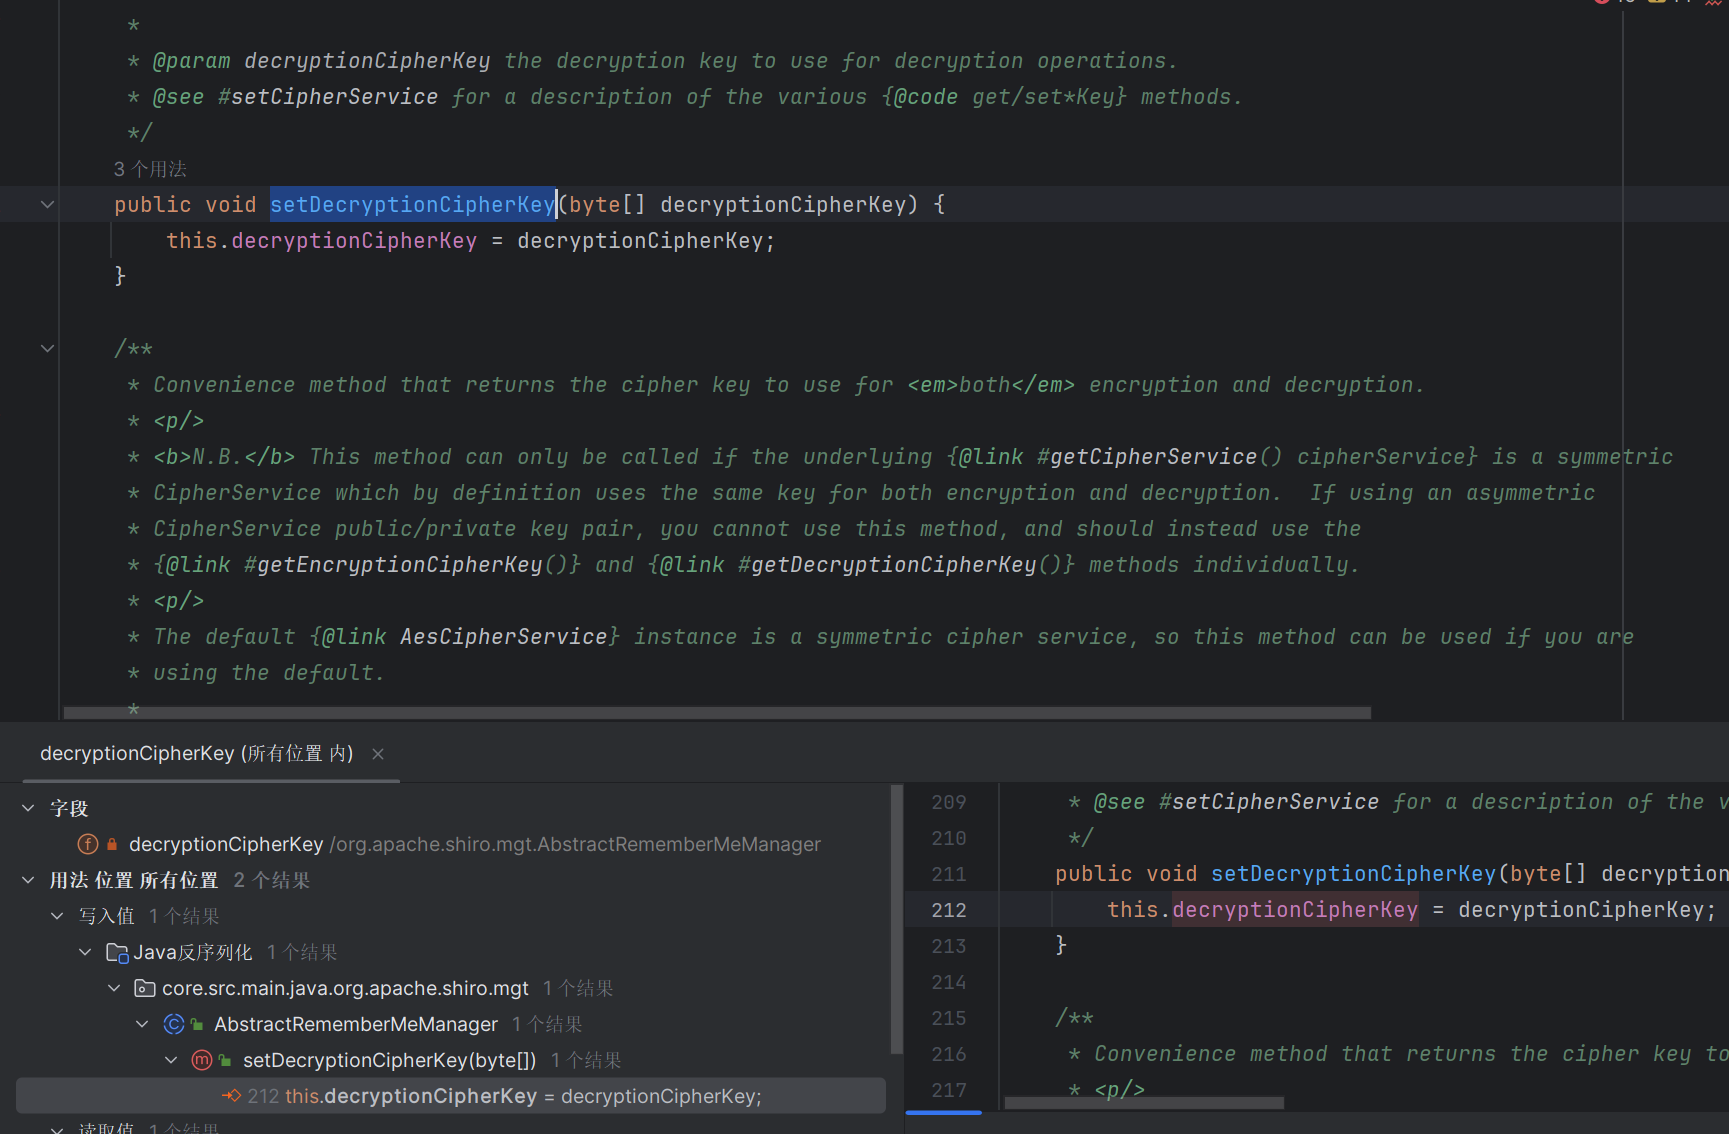 *
* @param decryptionCipherKey the decryption key to use for decryption operations.
* @see #setCipherService for a description of the various {@code get/set*Key} methods.
*/
3 个用法
public void setDecryptionCipherKey(byte[] decryptionCipherKey) {
this.decryptionCipherKey = decryptionCipherKey;
}
/**
* Convenience method that returns the cipher key to use for <em>both</em> encryption and decryption.
* <p/>
* <b>N.B.</b> This method can only be called if the underlying {@link #getCipherService() cipherService} is a symmetric
* CipherService which by definition uses the same key for both encryption and decryption.  If using an asymmetric
* CipherService public/private key pair, you cannot use this method, and should instead use the
* {@link #getEncryptionCipherKey()} and {@link #getDecryptionCipherKey()} methods individually.
* <p/>
* The default {@link AesCipherService} instance is a symmetric cipher service, so this method can be used if you are
* using the default.
*
decryptionCipherKey (所有位置 内)
字段
decryptionCipherKey /org.apache.shiro.mgt.AbstractRememberMeManager
用法 位置 所有位置 2 个结果
写入值 1 个结果
Java反序列化 1 个结果
core.src.main.java.org.apache.shiro.mgt 1 个结果
AbstractRememberMeManager 1 个结果
setDecryptionCipherKey(byte[]) 1 个结果
212 this.decryptionCipherKey = decryptionCipherKey;
读取值 1 个结果
209 * @see #setCipherService for a description of the v
210 */
211 public void setDecryptionCipherKey(byte[] decryption
212 this.decryptionCipherKey = decryptionCipherKey;
213 }
214
215 /**
216 * Convenience method that returns the cipher key to
217 * <p/>